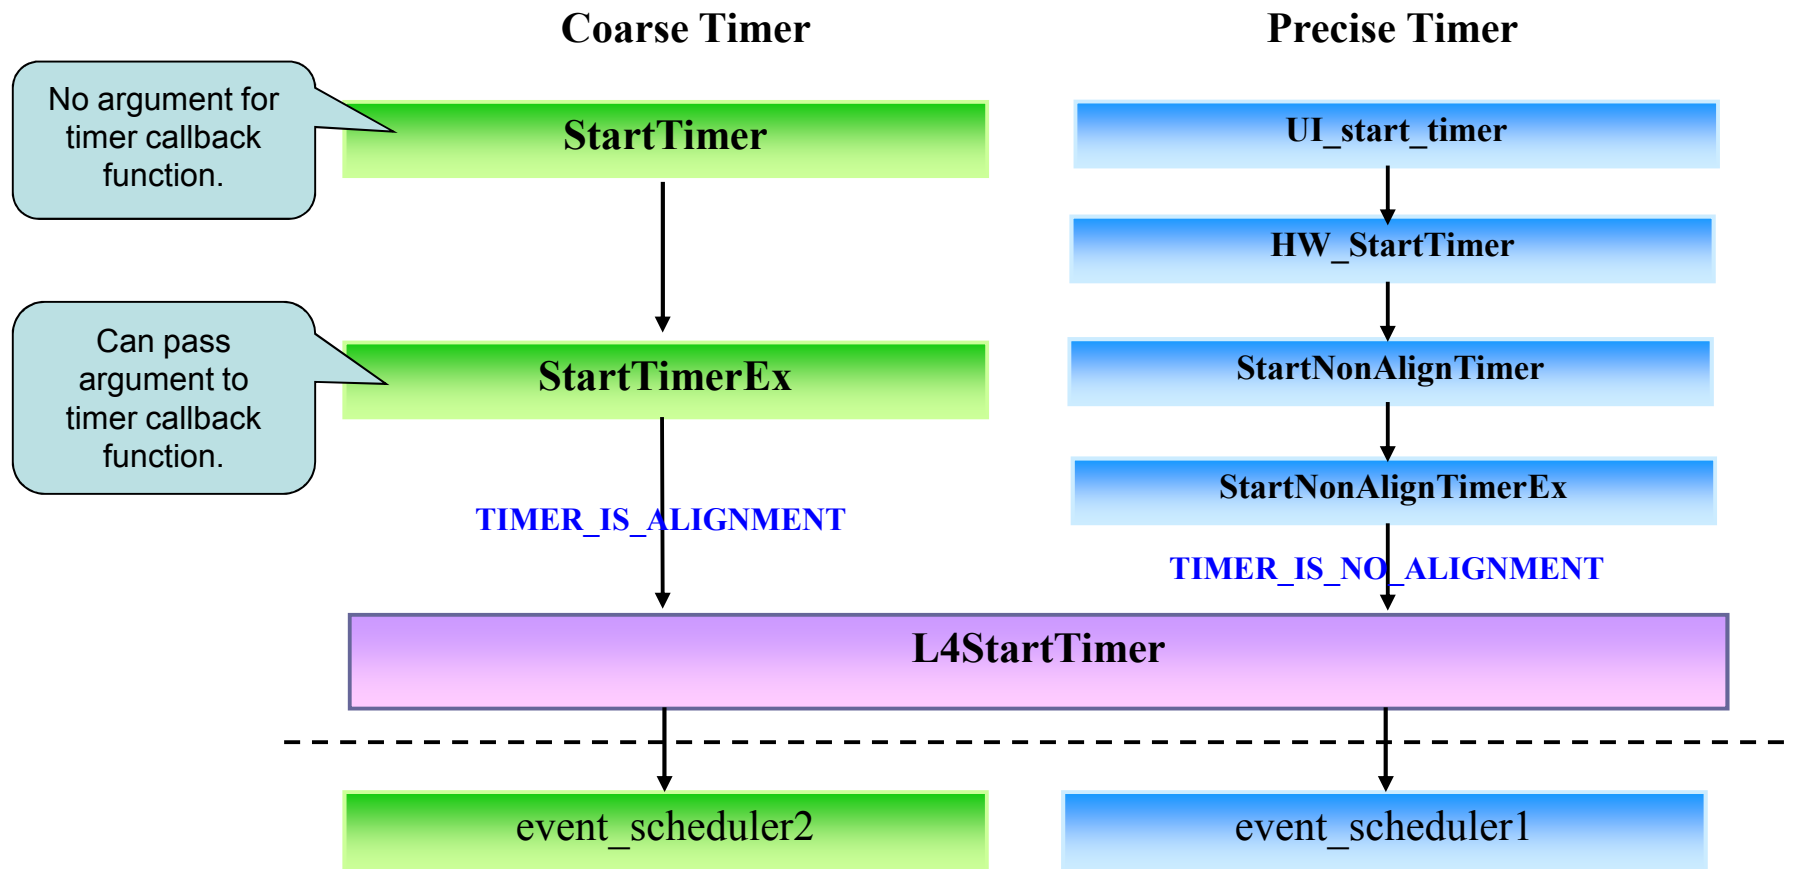 Coarse Timer
Precise Timer
No argument for
timer callback
function.
StartTimer
UI_start_timer
HW_StartTimer
Can pass
argument to
timer callback
function.
StartTimerEx
StartNonAlignTimer
StartNonAlignTimerEx
TIMER_IS_ALIGNMENT
TIMER_IS_NO_ALIGNMENT
L4StartTimer
event_scheduler2
event_scheduler1